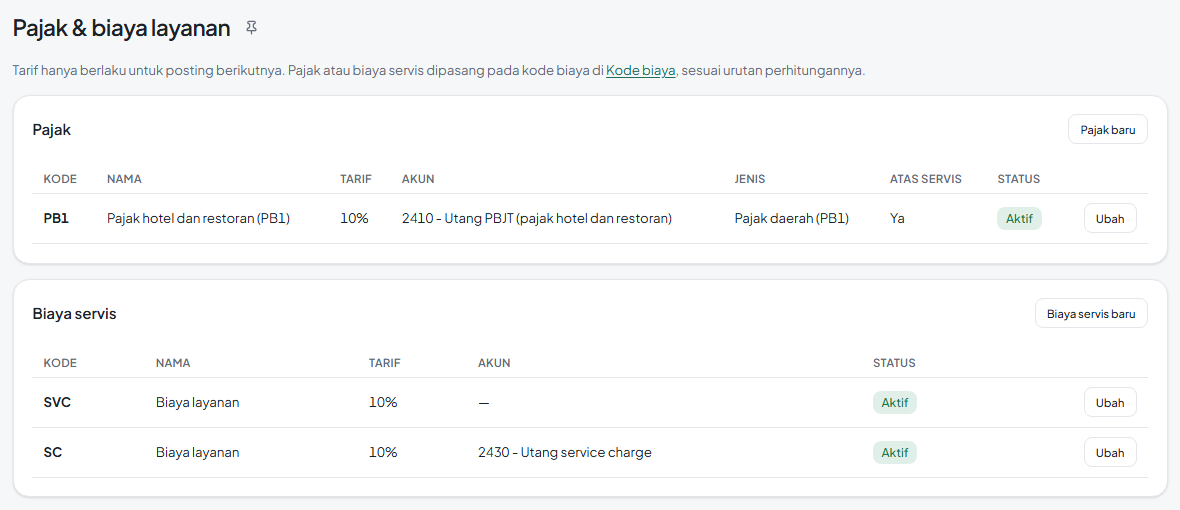 Pajak & biaya layanan
Tarif hanya berlaku untuk posting berikutnya. Pajak atau biaya servis dipasang pada kode biaya di Kode biaya, sesuai urutan perhitungannya.
Pajak
Pajak baru
KODE NAMA TARIF AKUN JENIS ATAS SERVIS STATUS
PB1 Pajak hotel dan restoran (PB1) 10% 2410 - Utang PBJT (pajak hotel dan restoran) Pajak daerah (PB1) Ya Aktif Ubah
Biaya servis
Biaya servis baru
KODE NAMA TARIF AKUN STATUS
SVC Biaya layanan 10% — Aktif Ubah
SC Biaya layanan 10% 2430 - Utang service charge Aktif Ubah